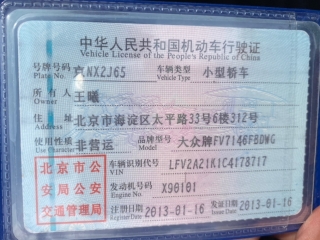 中华人民共和国机动车行驶证
Vehicle License of the People's Republic of China
号牌号码 京NX2J65 车辆类型 小型轿车
Plate No. Vehicle Type
所有人 王曦
Owner
住址 北京市海淀区太平路33号6楼312号
Address
使用性质 非营运 品牌型号 大众牌FV7146FBDWG
Use Character Model
北京市公安局公安交通管理局
车辆识别代号 LFV2A21K1C4178717
VIN
发动机号码 X90101
Engine No.
注册日期 2013-01-16 发证日期 2013-01-16
Register Date Issue Date